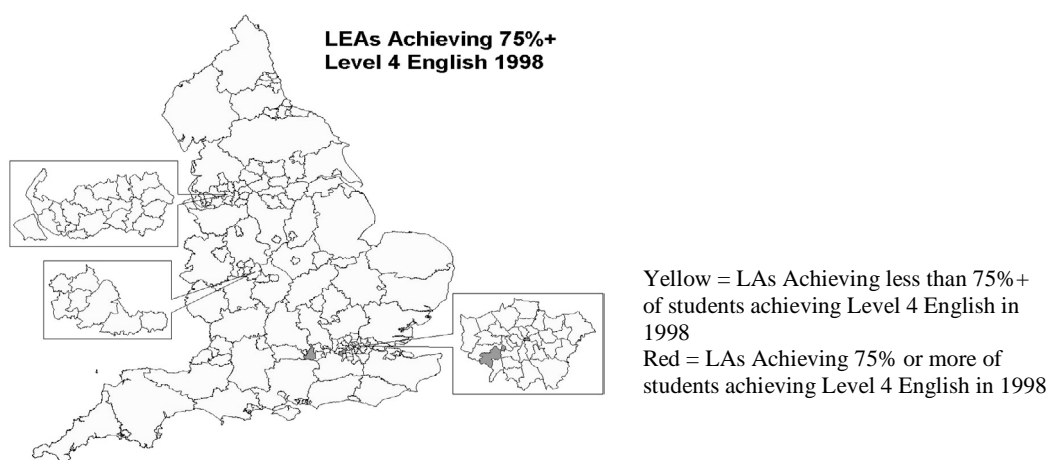 LEAs Achieving 75%+
Level 4 English 1998
Yellow = LAs Achieving less than 75%+
of students achieving Level 4 English in
1998
Red = LAs Achieving 75% or more of
students achieving Level 4 English in 1998